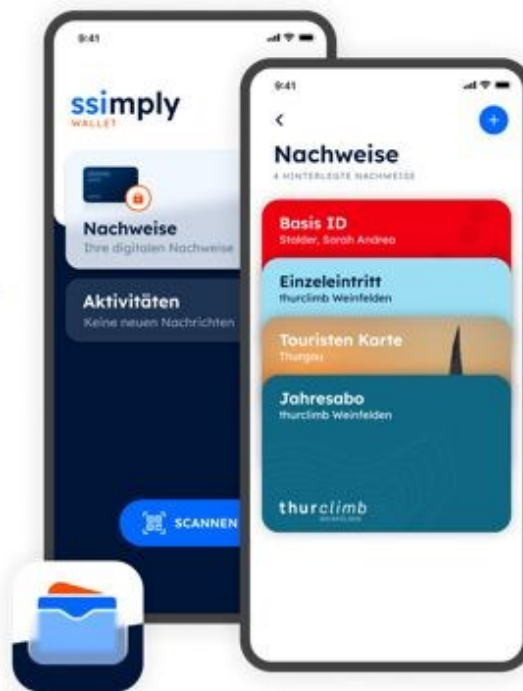 9:41
ssimply
WALLET
Nachweise
Ihre digitalen Nachweise
Aktivitäten
Keine neuen Nachrichten
SCANNEN
9:41
Nachweise
4 HINTERLEGTE NACHWEISE
Basis ID
Stalder, Sarah Andrea
Einzeleintritt
thurclimb Weinfelden
Touristen Karte
Thurgau
Jahresabo
thurclimb Weinfelden
thurclimb
WEINFELDEN